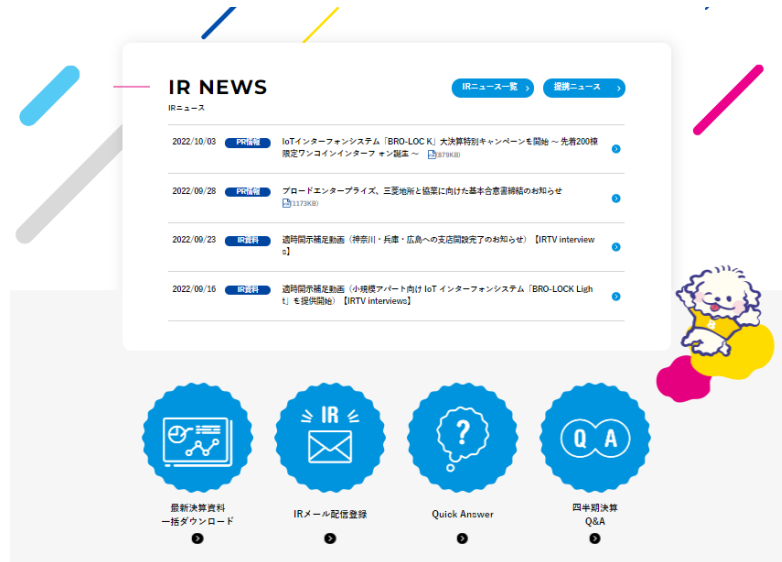 IR NEWS
IRニュース
IRニュース一覧
提携ニュース
2022/10/03 PR情報 IoTインターフォンシステム「BRO-LOC K」大決算特別キャンペーンを開始 ～ 先着200棟
限定ワンコインインターフ ォン誕生 ～ (879KB)
2022/09/28 PR情報 ブロードエンタープライズ、三菱地所と協業に向けた基本合意書締結のお知らせ
(1173KB)
2022/09/23 IR資料 適時開示補足動画（神奈川・兵庫・広島への支店開設完了のお知らせ）【IRTV interview
s】
2022/09/16 IR資料 適時開示補足動画（小規模アパート向け IoT インターフォンシステム「BRO-LOCK Ligh
t」を提供開始）【IRTV interviews】
IR
?
Q A
最新決算資料
一括ダウンロード
IRメール配信登録
Quick Answer
四半期決算
Q&A